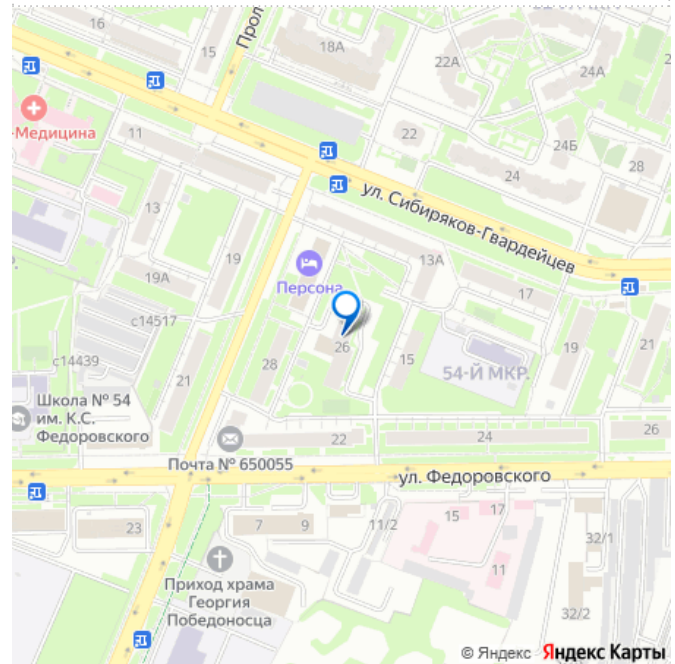 16
15
Прол
18А
22А
24А
-Медицина
11
22
24Б
24
28
ул. Сибиряков-Гвардейцев
13
19
19А
Персона
13А
17
с14517
26
15
19
21
с14439
28
21
54-Й МКР.
Школа № 54
им. К.С.
Федоровского
22
24
26
Почта № 650055
ул. Федоровского
23
7
9
11/2
15
17
32/1
11
Приход храма
Георгия
Победоносца
32/2
© Яндекс Яндекс Карты